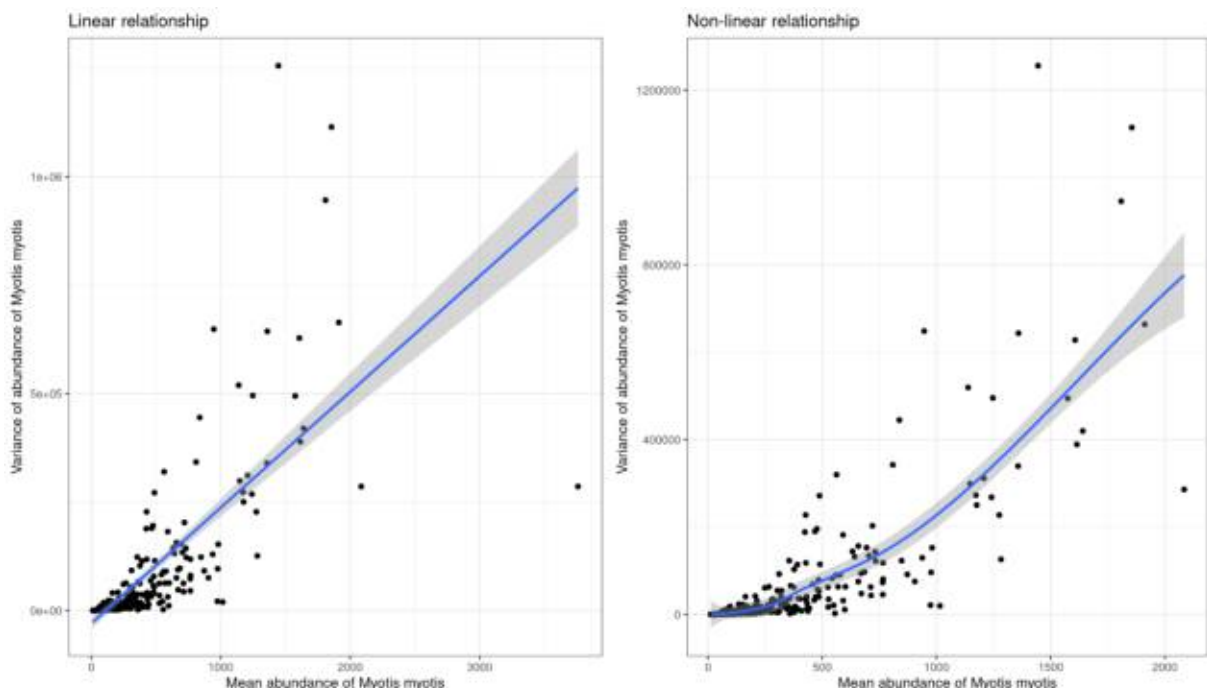 Linear relationship
Variance of abundance of Myotis myotis
1e+06
5e+05
0e+00
0
1000
2000
3000
Mean abundance of Myotis myotis
Non-linear relationship
Variance of abundance of Myotis myotis
1200000
800000
400000
0
0
500
1000
1500
2000
Mean abundance of Myotis myotis